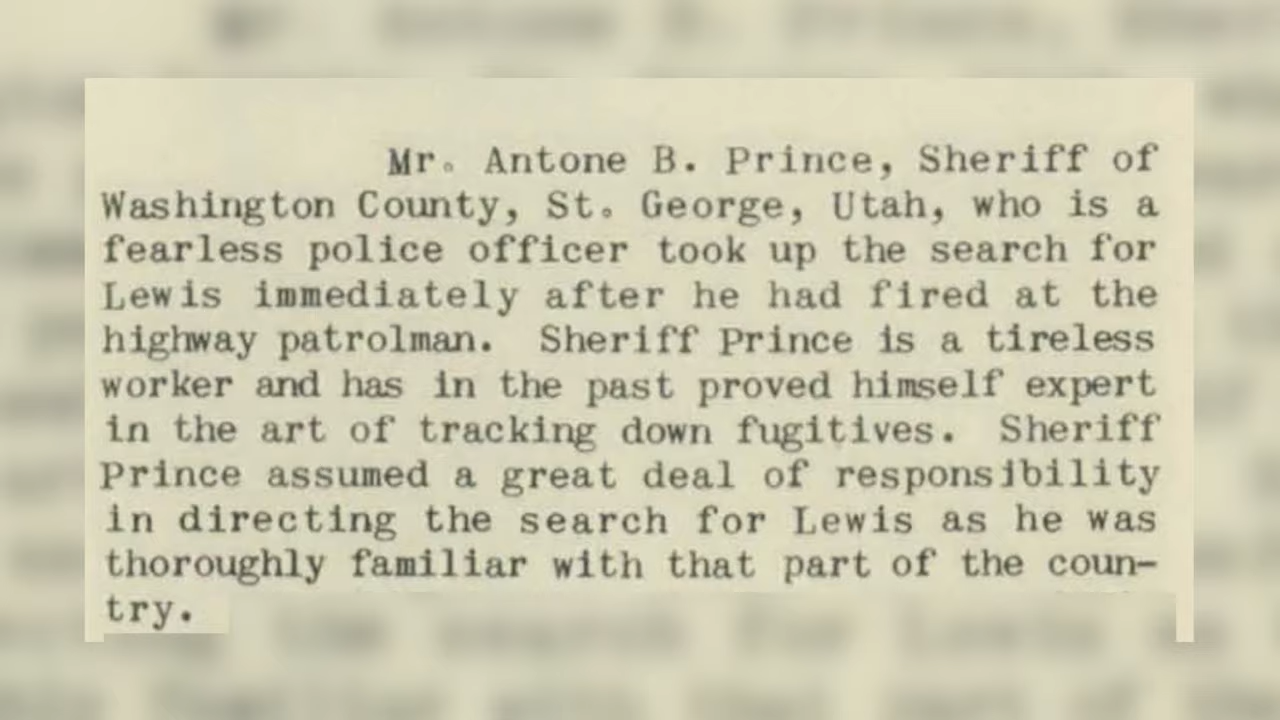 Mr. Antone B. Prince, Sheriff of
Washington County, St. George, Utah, who is a
fearless police officer took up the search for
Lewis immediately after he had fired at the
highway patrolman. Sheriff Prince is a tireless
worker and has in the past proved himself expert
in the art of tracking down fugitives. Sheriff
Prince assumed a great deal of responsibility
in directing the search for Lewis as he was
thoroughly familiar with that part of the coun-
try.